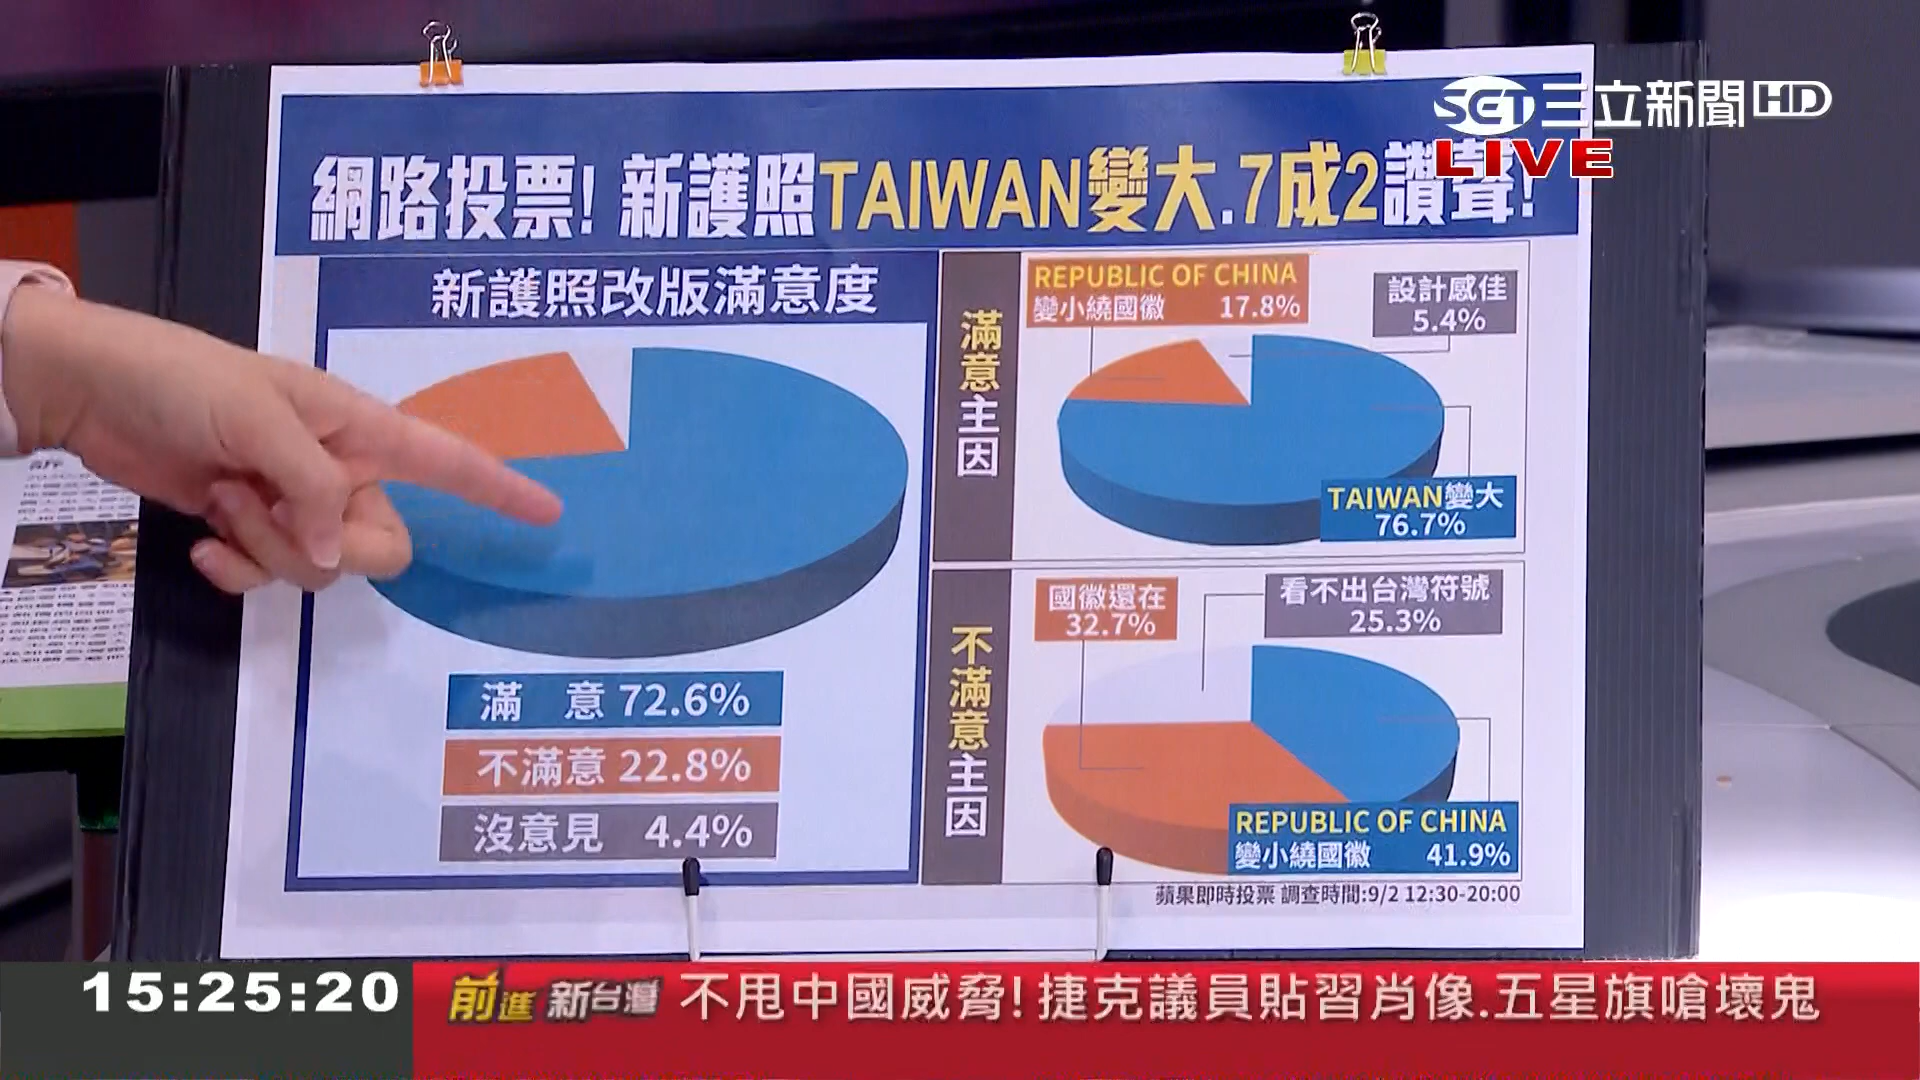 SET三立新聞HD
LIVE
網路投票! 新護照TAIWAN變大.7成2讚聲!
新護照改版滿意度
滿 意 72.6%
不滿意 22.8%
沒意見 4.4%
滿意主因
REPUBLIC OF CHINA
變小繞國徽 17.8%
設計感佳
5.4%
TAIWAN變大
76.7%
不滿意主因
國徽還在
32.7%
看不出台灣符號
25.3%
REPUBLIC OF CHINA
變小繞國徽 41.9%
蘋果即時投票 調查時間:9/2 12:30-20:00
15:25:20
前進新台灣
不甩中國威脅!捷克議員貼習肖像.五星旗嗆壞鬼